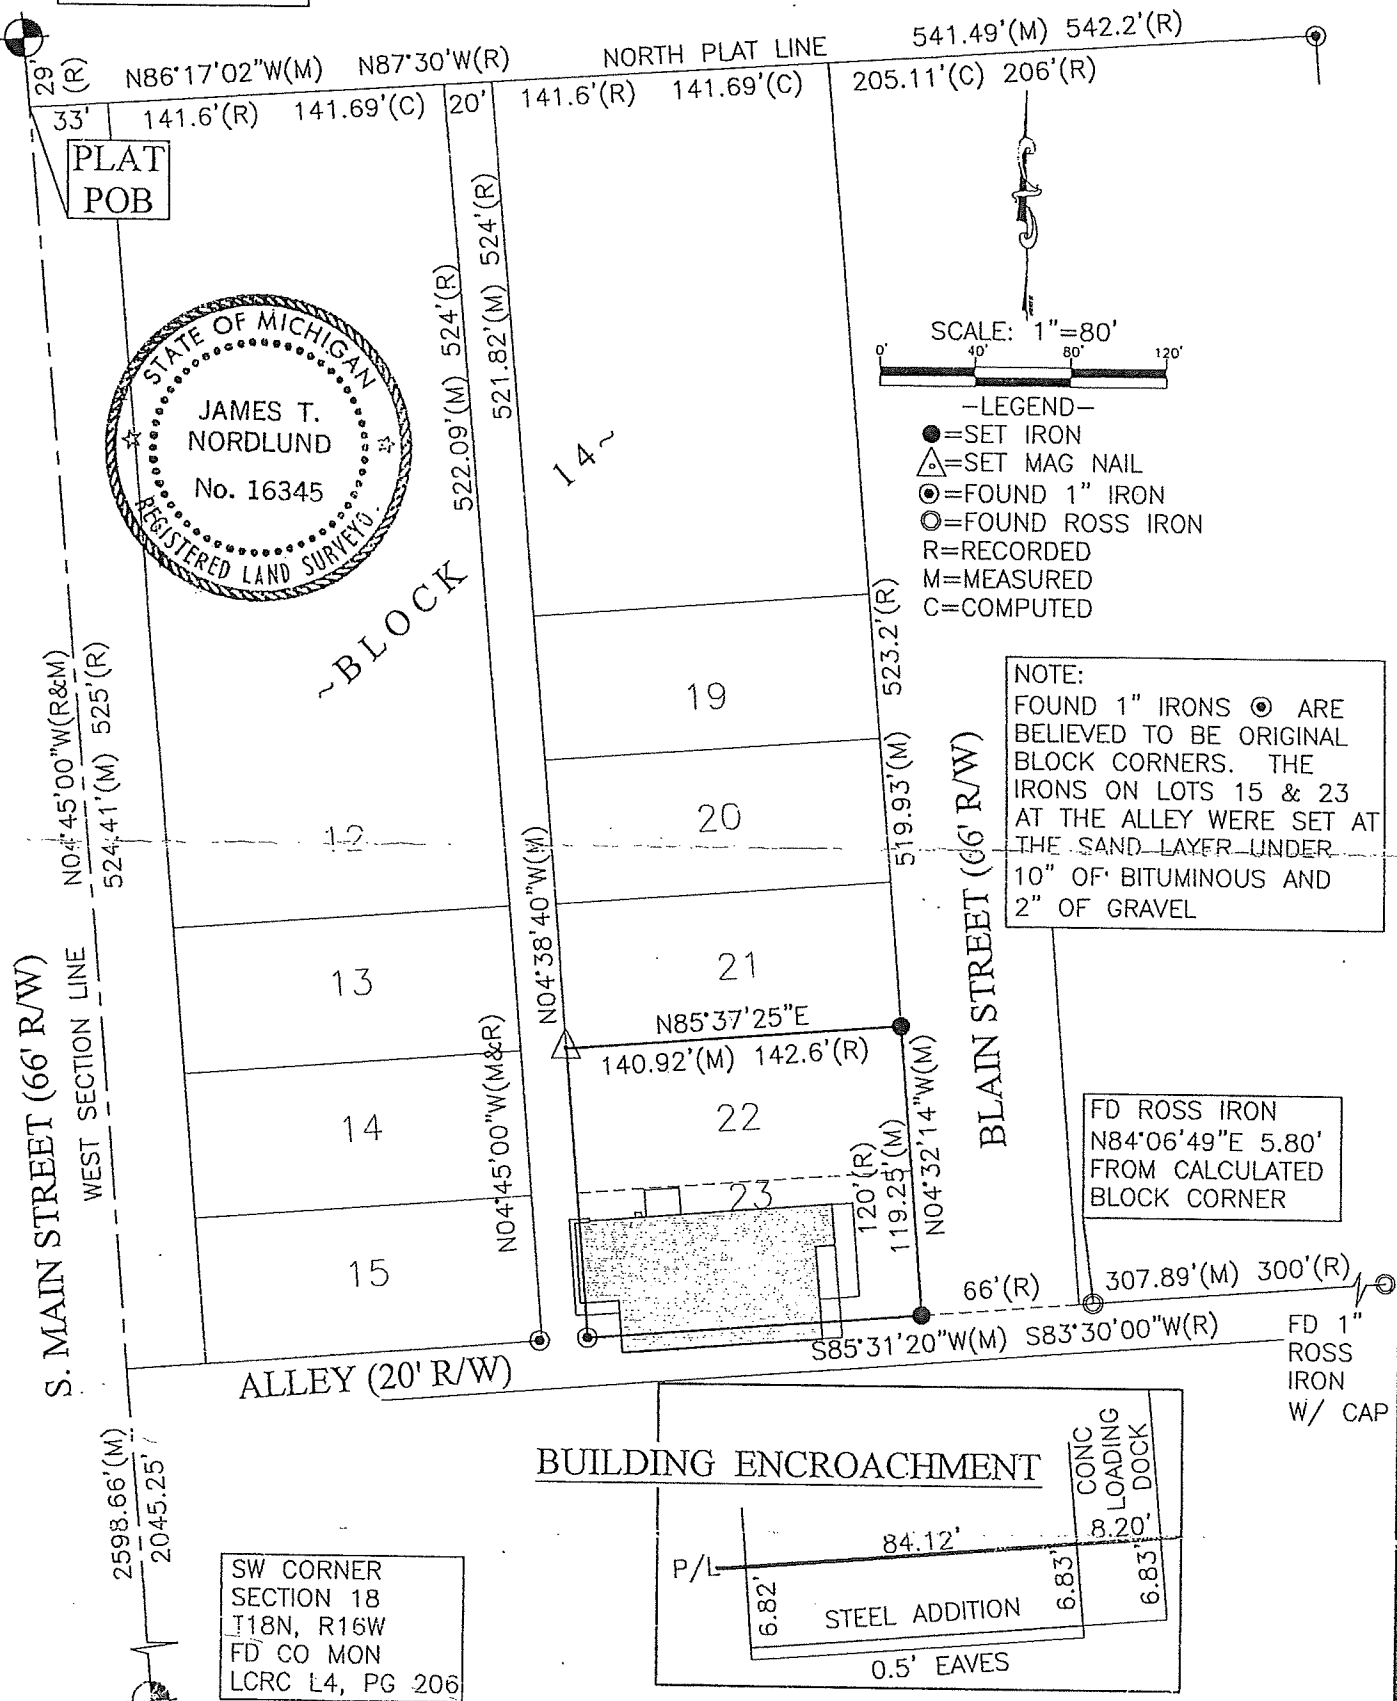 29'
(R)
N86°17'02"W(M) N87°30'W(R) NORTH PLAT LINE 541.49'(M) 542.2'(R)
33' 141.6'(R) 141.69'(C) 20' 141.6'(R) 141.69'(C) 205.11'(C) 206'(R)
PLAT
POB
STATE OF MICHIGAN
JAMES T.
NORDLUND
No. 16345
REGISTERED LAND SURVEYO
522.09'(M) 524'(R)
521.82'(M) 524'(R)
~BLOCK
14~
SCALE: 1"=80'
0' 40' 80' 120'
-LEGEND-
=SET IRON
=SET MAG NAIL
=FOUND 1" IRON
=FOUND ROSS IRON
R=RECORDED
M=MEASURED
C=COMPUTED
NOTE:
FOUND 1" IRONS ARE
BELIEVED TO BE ORIGINAL
BLOCK CORNERS. THE
IRONS ON LOTS 15 & 23
AT THE ALLEY WERE SET AT
THE SAND LAYER UNDER
10" OF BITUMINOUS AND
2" OF GRAVEL
N04°45'00"W(R&M)
524.41'(M) 525'(R)
S. MAIN STREET (66' R/W)
WEST SECTION LINE
12
13
14
15
19
20
21
22
23
N04°38'40"W(M)
N04°45'00"W(M&R)
519.93'(M) 523.2'(R)
BLAIN STREET (66' R/W)
N85°37'25"E
140.92'(M) 142.6'(R)
120'(R)
119.25'(M)
N04°32'14"W(M)
FD ROSS IRON
N84°06'49"E 5.80'
FROM CALCULATED
BLOCK CORNER
66'(R) 307.89'(M) 300'(R)
S85°31'20"W(M) S83°30'00"W(R)
FD 1"
ROSS
IRON
W/ CAP
ALLEY (20' R/W)
2598.66'(M)
2045.25'
BUILDING ENCROACHMENT
CONC
LOADING
DOCK
84.12' 8.20'
P/L
6.82'
6.83'
6.83'
STEEL ADDITION
0.5' EAVES
SW CORNER
SECTION 18
T18N, R16W
FD CO MON
LCRC L4, PG 206